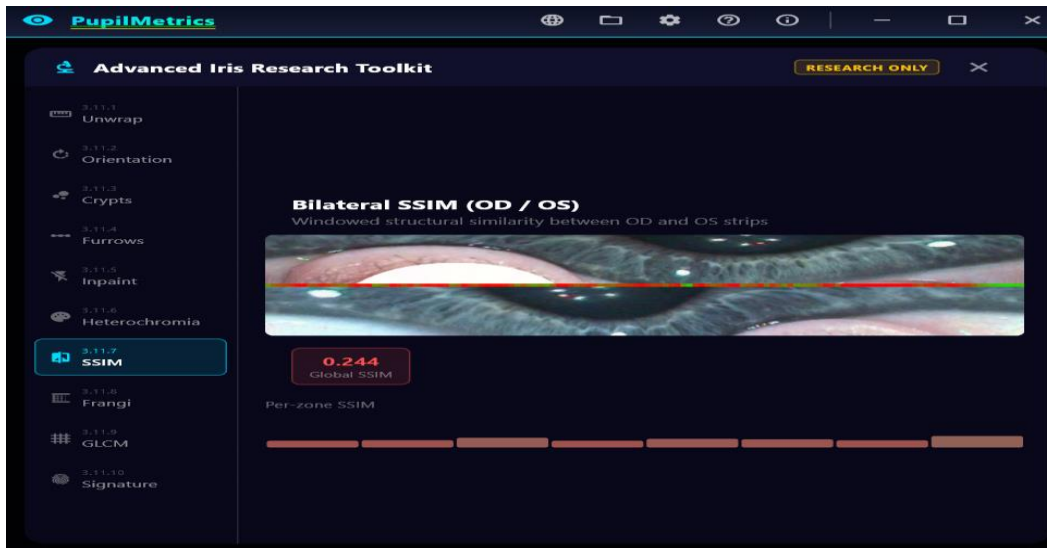 PupilMetrics
Advanced Iris Research Toolkit
RESEARCH ONLY
3.11.1
Unwrap
3.11.2
Orientation
3.11.3
Crypts
3.11.4
Furrows
3.11.5
Inpaint
3.11.6
Heterochromia
3.11.7
SSIM
3.11.8
Frangi
3.11.9
GLCM
3.11.10
Signature
Bilateral SSIM (OD / OS)
Windowed structural similarity between OD and OS strips
0.244
Global SSIM
Per-zone SSIM